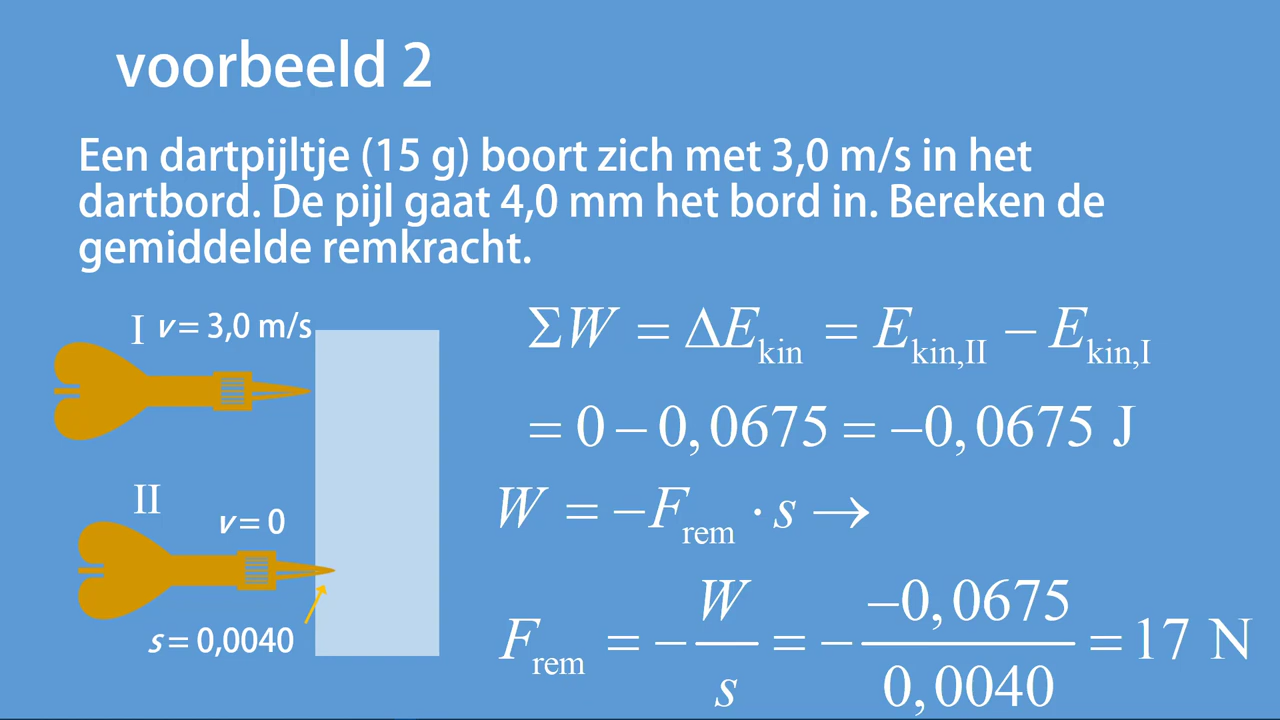 voorbeeld 2
Een dartpijltje (15 g) boort zich met 3,0 m/s in het
dartbord. De pijl gaat 4,0 mm het bord in. Bereken de
gemiddelde remkracht.
I v = 3,0 m/s
II
v = 0
s = 0,0040
ΣW = ΔE_kin = E_kin,II − E_kin,I
= 0 − 0,0675 = −0,0675 J
W = −F_rem · s →
F_rem = − W/s = − −0,0675/0,0040 = 17 N